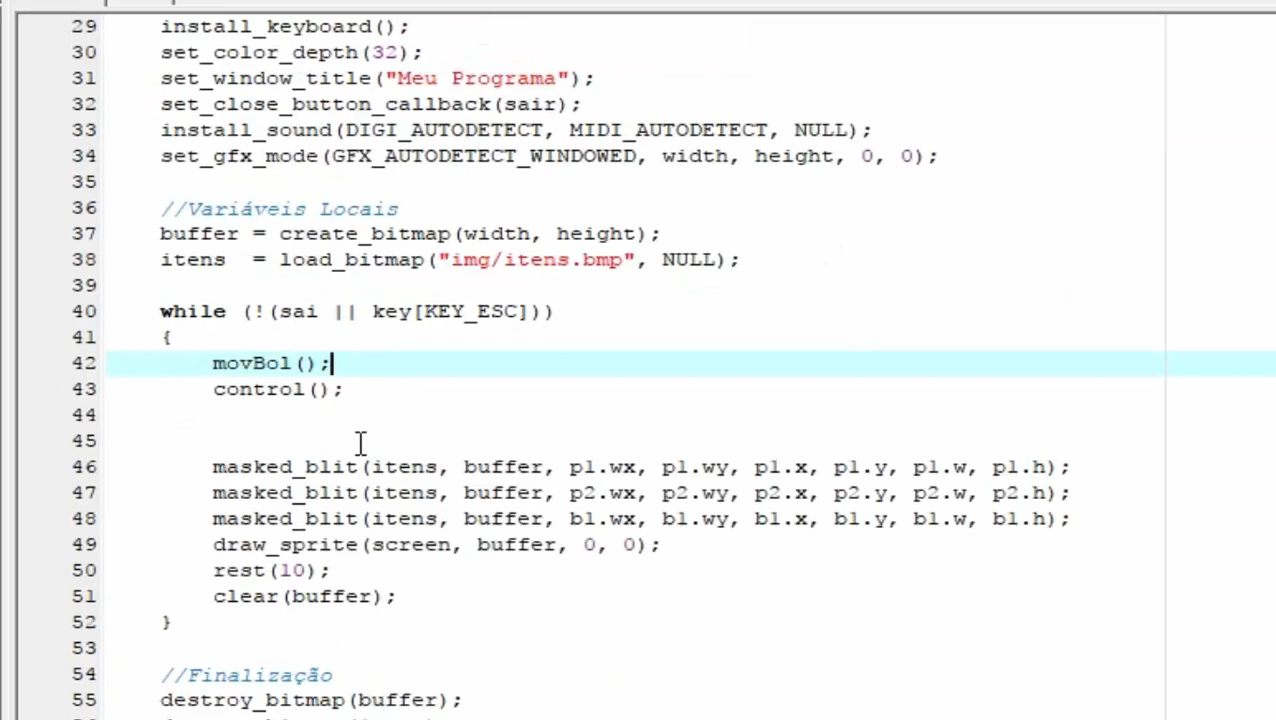 29 install_keyboard();
30 set_color_depth(32);
31 set_window_title("Meu Programa");
32 set_close_button_callback(sair);
33 install_sound(DIGI_AUTODETECT, MIDI_AUTODETECT, NULL);
34 set_gfx_mode(GFX_AUTODETECT_WINDOWED, width, height, 0, 0);
35
36 //Variáveis Locais
37 buffer = create_bitmap(width, height);
38 itens  = load_bitmap("img/itens.bmp", NULL);
39
40 while (!(sai || key[KEY_ESC]))
41 {
42 movBol();
43 control();
44
45
46 masked_blit(itens, buffer, p1.wx, p1.wy, p1.x, p1.y, p1.w, p1.h);
47 masked_blit(itens, buffer, p2.wx, p2.wy, p2.x, p2.y, p2.w, p2.h);
48 masked_blit(itens, buffer, b1.wx, b1.wy, b1.x, b1.y, b1.w, b1.h);
49 draw_sprite(screen, buffer, 0, 0);
50 rest(10);
51 clear(buffer);
52 }
53
54 //Finalização
55 destroy_bitmap(buffer);